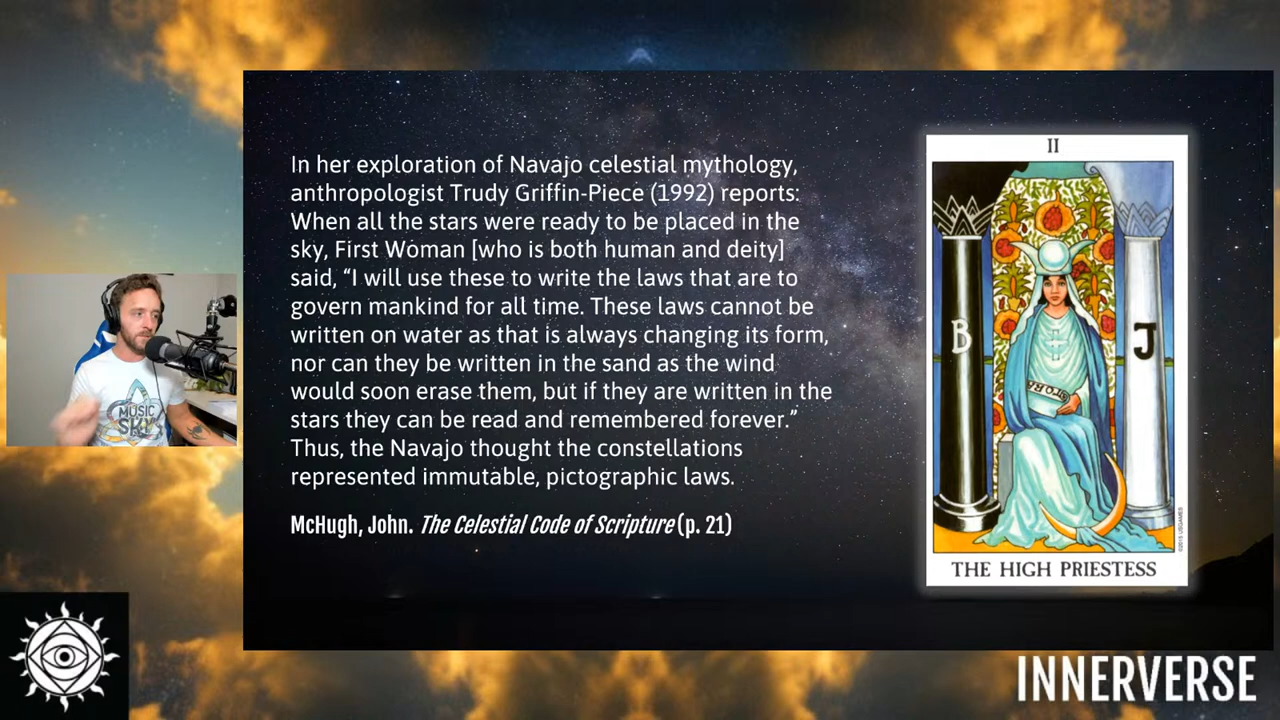 In her exploration of Navajo celestial mythology,
anthropologist Trudy Griffin-Piece (1992) reports:
When all the stars were ready to be placed in the
sky, First Woman [who is both human and deity]
said, “I will use these to write the laws that are to
govern mankind for all time. These laws cannot be
written on water as that is always changing its form,
nor can they be written in the sand as the wind
would soon erase them, but if they are written in the
stars they can be read and remembered forever.”
Thus, the Navajo thought the constellations
represented immutable, pictographic laws.
McHugh, John. The Celestial Code of Scripture (p. 21)
II
B
J
THE HIGH PRIESTESS
MUSIC
SKY
INNERVERSE